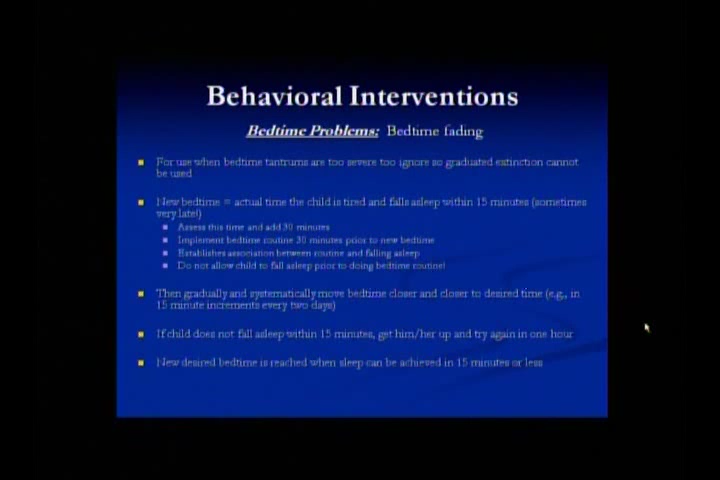 Behavioral Interventions
Bedtime Problems: Bedtime fading
For use when bedtime tantrums are too severe too ignore so graduated extinction cannot
be used
New bedtime = actual time the child is tired and falls asleep within 15 minutes (sometimes
very late!)
Assess this time and add 30 minutes
Implement bedtime routine 30 minutes prior to new bedtime
Establishes association between routine and falling asleep
Do not allow child to fall asleep prior to doing bedtime routine!
Then gradually and systematically move bedtime closer and closer to desired time (e.g., in
15 minute increments every two days)
If child does not fall asleep within 15 minutes, get him/her up and try again in one hour
New desired bedtime is reached when sleep can be achieved in 15 minutes or less